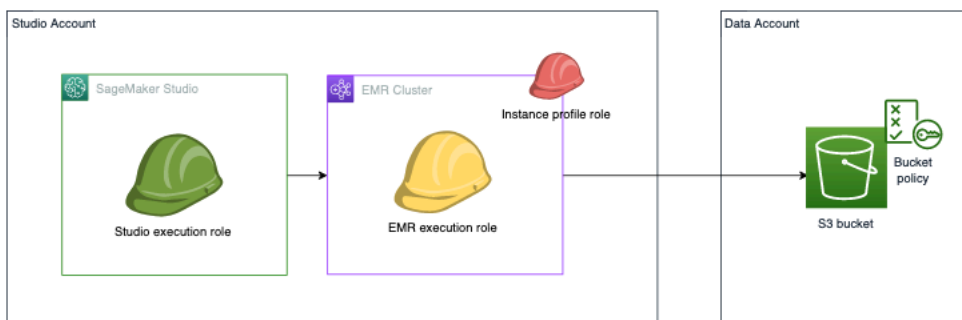 Studio Account
Data Account
SageMaker Studio
EMR Cluster
Instance profile role
Studio execution role
EMR execution role
Bucket
policy
S3 bucket